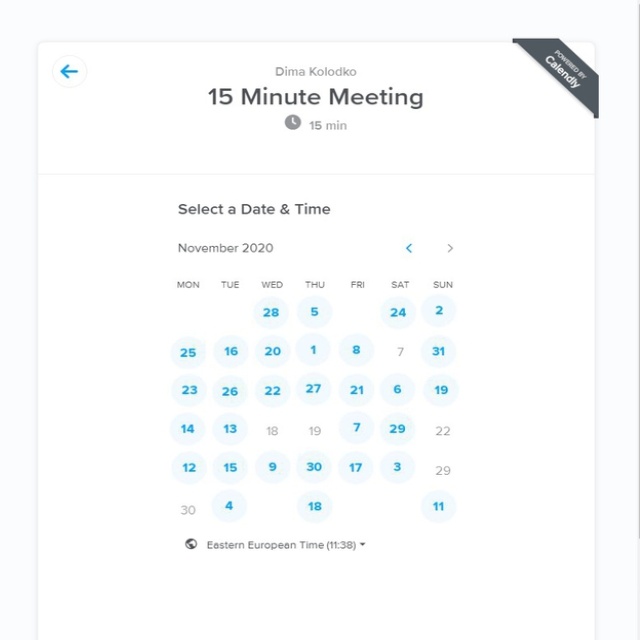 Dima Kolodko
15 Minute Meeting
15 min
POWERED BY
Calendly
Select a Date & Time
November 2020
MON TUE WED THU FRI SAT SUN
28 5 24 2
25 16 20 1 8 7 31
23 26 22 27 21 6 19
14 13 18 19 7 29 22
12 15 9 30 17 3 29
30 4 18 11
Eastern European Time (11:38)